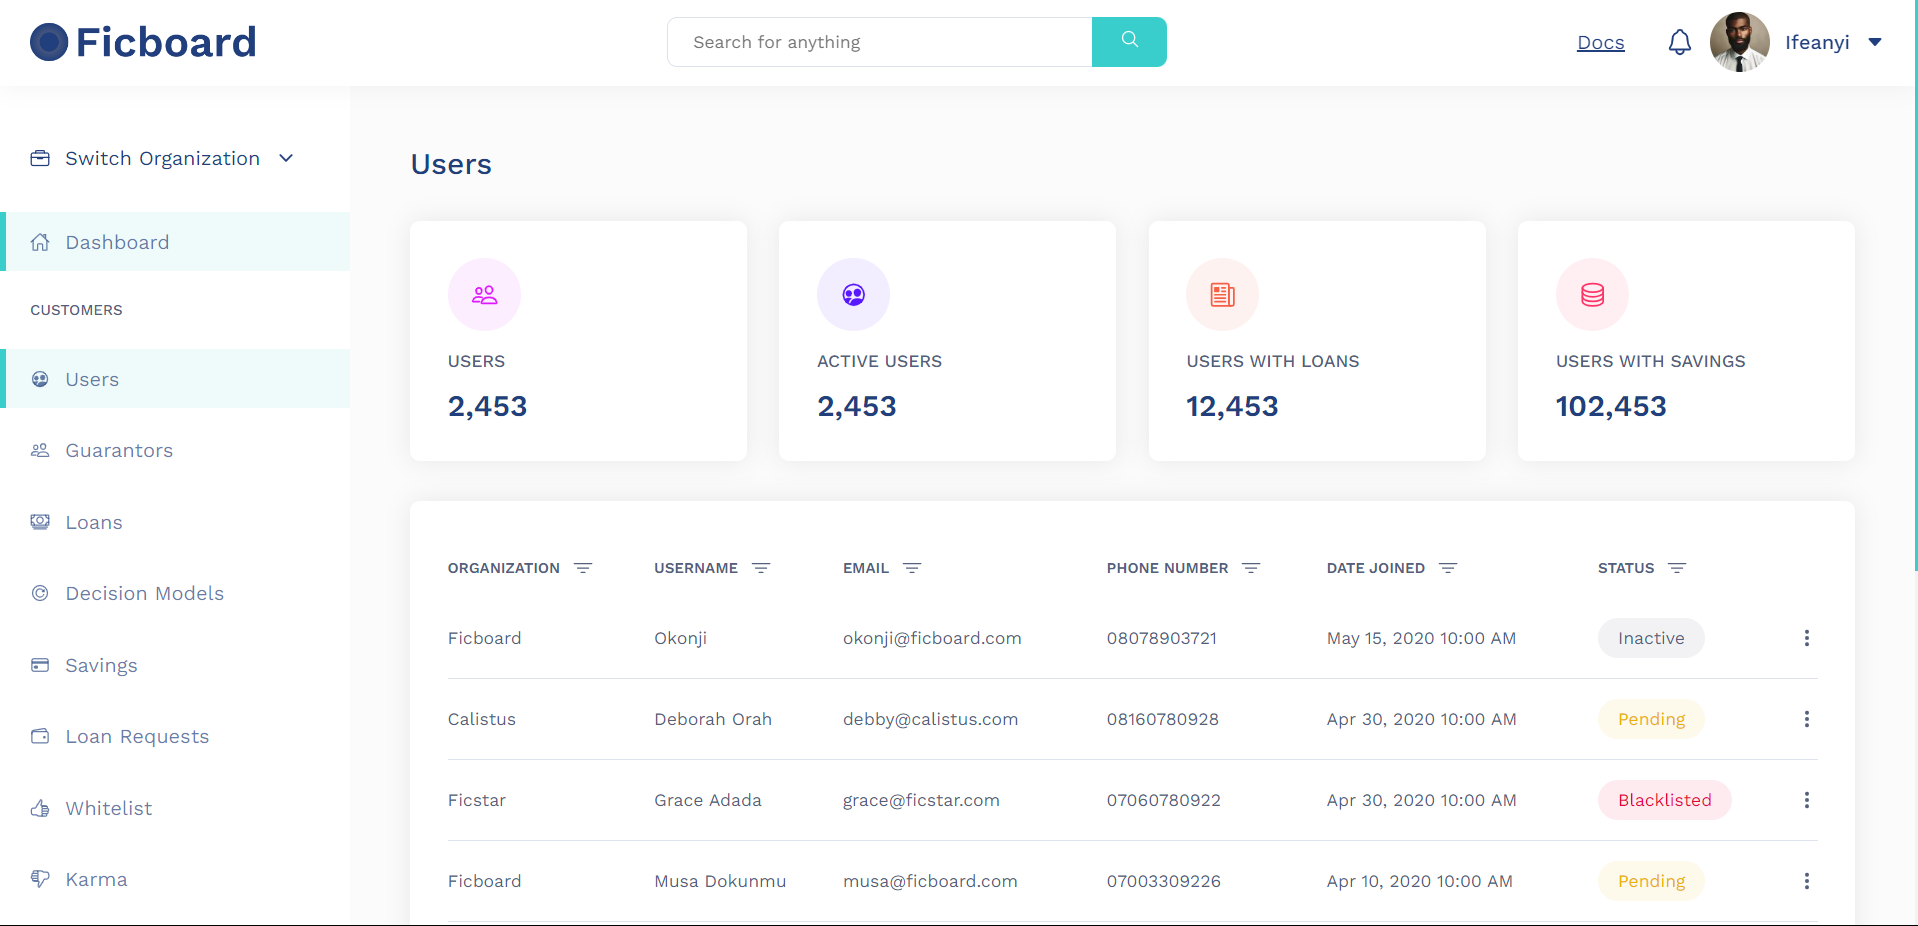 Ficboard
Search for anything
Docs
Ifeanyi
Switch Organization
Dashboard
CUSTOMERS
Users
Guarantors
Loans
Decision Models
Savings
Loan Requests
Whitelist
Karma
Users
USERS
2,453
ACTIVE USERS
2,453
USERS WITH LOANS
12,453
USERS WITH SAVINGS
102,453
ORGANIZATION USERNAME EMAIL PHONE NUMBER DATE JOINED STATUS
Ficboard Okonji okonji@ficboard.com 08078903721 May 15, 2020 10:00 AM Inactive
Calistus Deborah Orah debby@calistus.com 08160780928 Apr 30, 2020 10:00 AM Pending
Ficstar Grace Adada grace@ficstar.com 07060780922 Apr 30, 2020 10:00 AM Blacklisted
Ficboard Musa Dokunmu musa@ficboard.com 07003309226 Apr 10, 2020 10:00 AM Pending